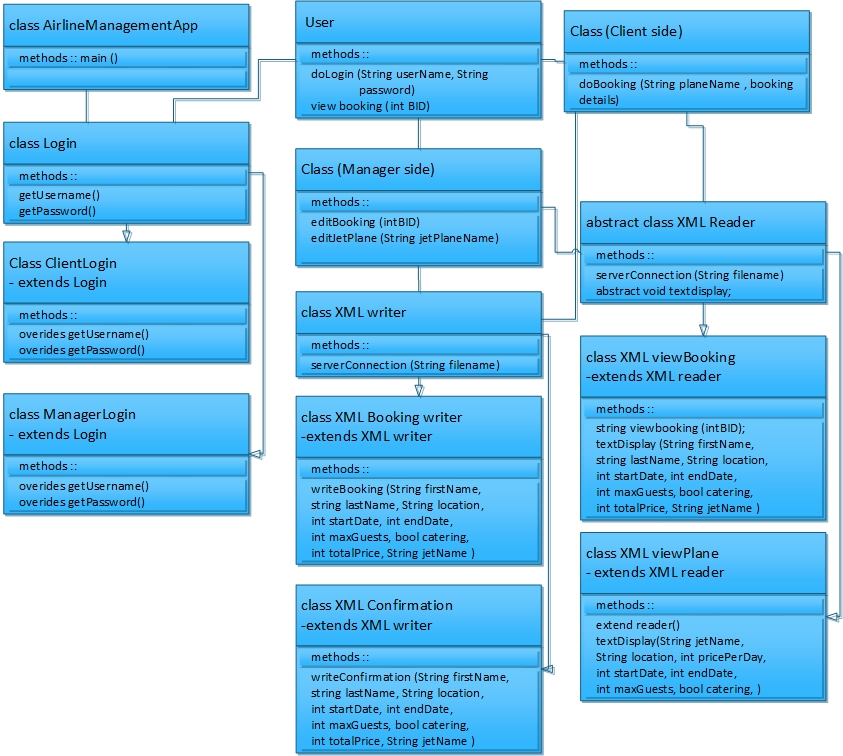 class AirlineManagementApp
methods :: main ()
class Login
methods ::
getUsername()
getPassword()
Class ClientLogin
- extends Login
methods ::
overides getUsername()
overides getPassword()
class ManagerLogin
- extends Login
methods ::
overides getUsername()
overides getPassword()
User
methods ::
doLogin (String userName, String
password)
view booking (int BID)
Class (Manager side)
methods ::
editBooking (intBID)
editJetPlane (String jetPlaneName)
class XML writer
methods ::
serverConnection (String filename)
class XML Booking writer
-extends XML writer
methods ::
writeBooking (String firstName,
string lastName, String location,
int startDate, int endDate,
int maxGuests, bool catering,
int totalPrice, String jetName )
class XML Confirmation
-extends XML writer
methods ::
writeConfirmation (String firstName,
string lastName, String location,
int startDate, int endDate,
int maxGuests, bool catering,
int totalPrice, String jetName )
Class (Client side)
methods ::
doBooking (String planeName , booking
details)
abstract class XML Reader
methods ::
serverConnection (String filename)
abstract void textdisplay;
class XML viewBooking
-extends XML reader
methods ::
string viewbooking (intBID);
textDisplay (String firstName,
string lastName, String location,
int startDate, int endDate,
int maxGuests, bool catering,
int totalPrice, String jetName )
class XML viewPlane
- extends XML reader
methods ::
extend reader()
textDisplay(String jetName,
String location, int pricePerDay,
int startDate, int endDate,
int maxGuests, bool catering, )